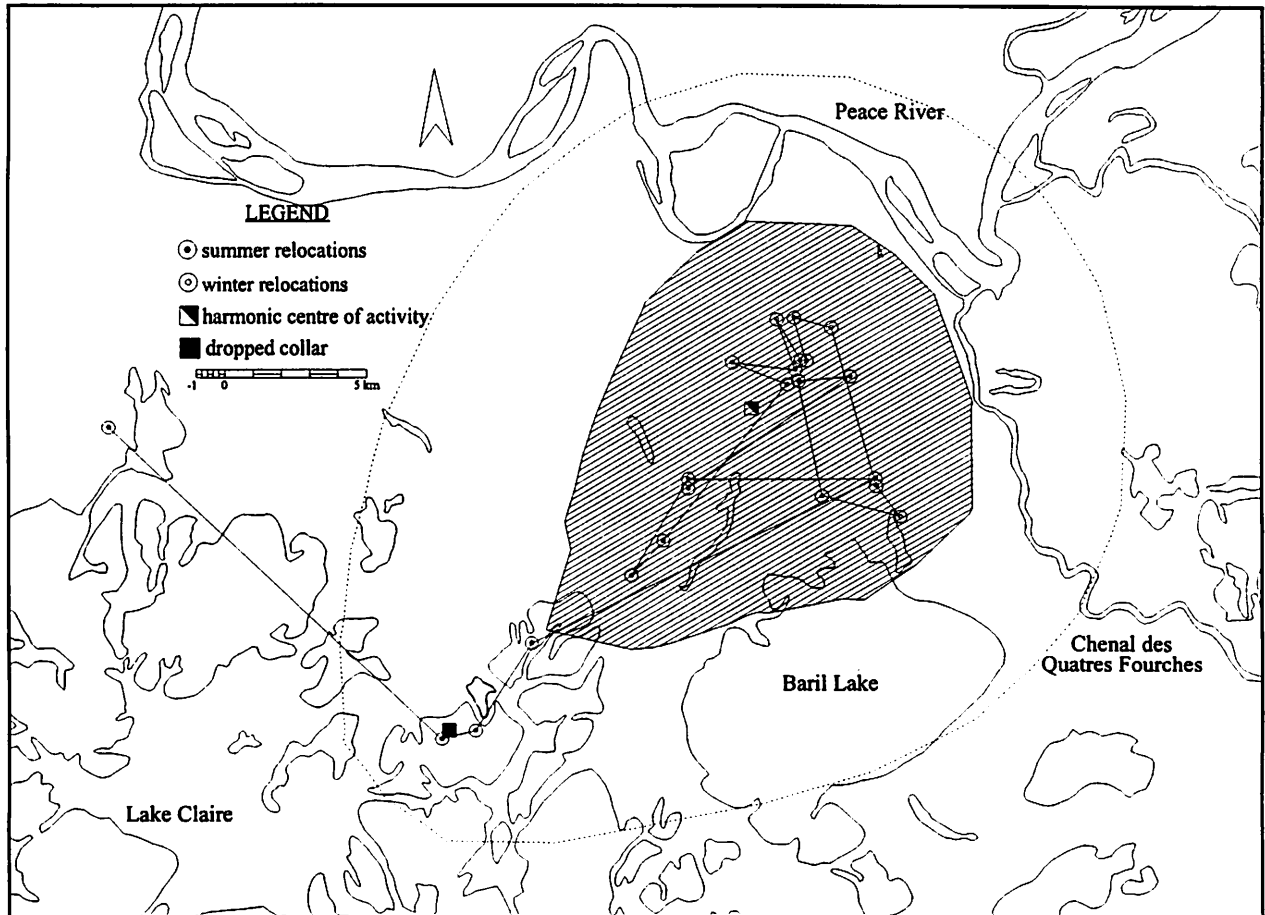 Peace River
LEGEND
summer relocations
winter relocations
harmonic centre of activity
dropped collar
-1 0 5 km
Chenal des
Quatres Fourches
Baril Lake
Lake Claire